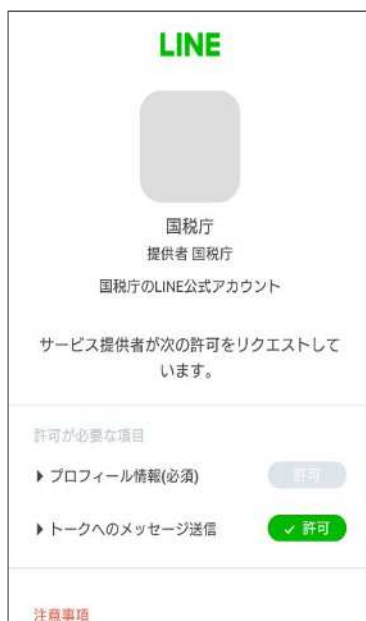 LINE
国税庁
提供者 国税庁
国税庁のLINE公式アカウント
サービス提供者が次の許可をリクエストして
います。
許可が必要な項目
プロフィール情報(必須) 許可
トークへのメッセージ送信 許可
注意事項